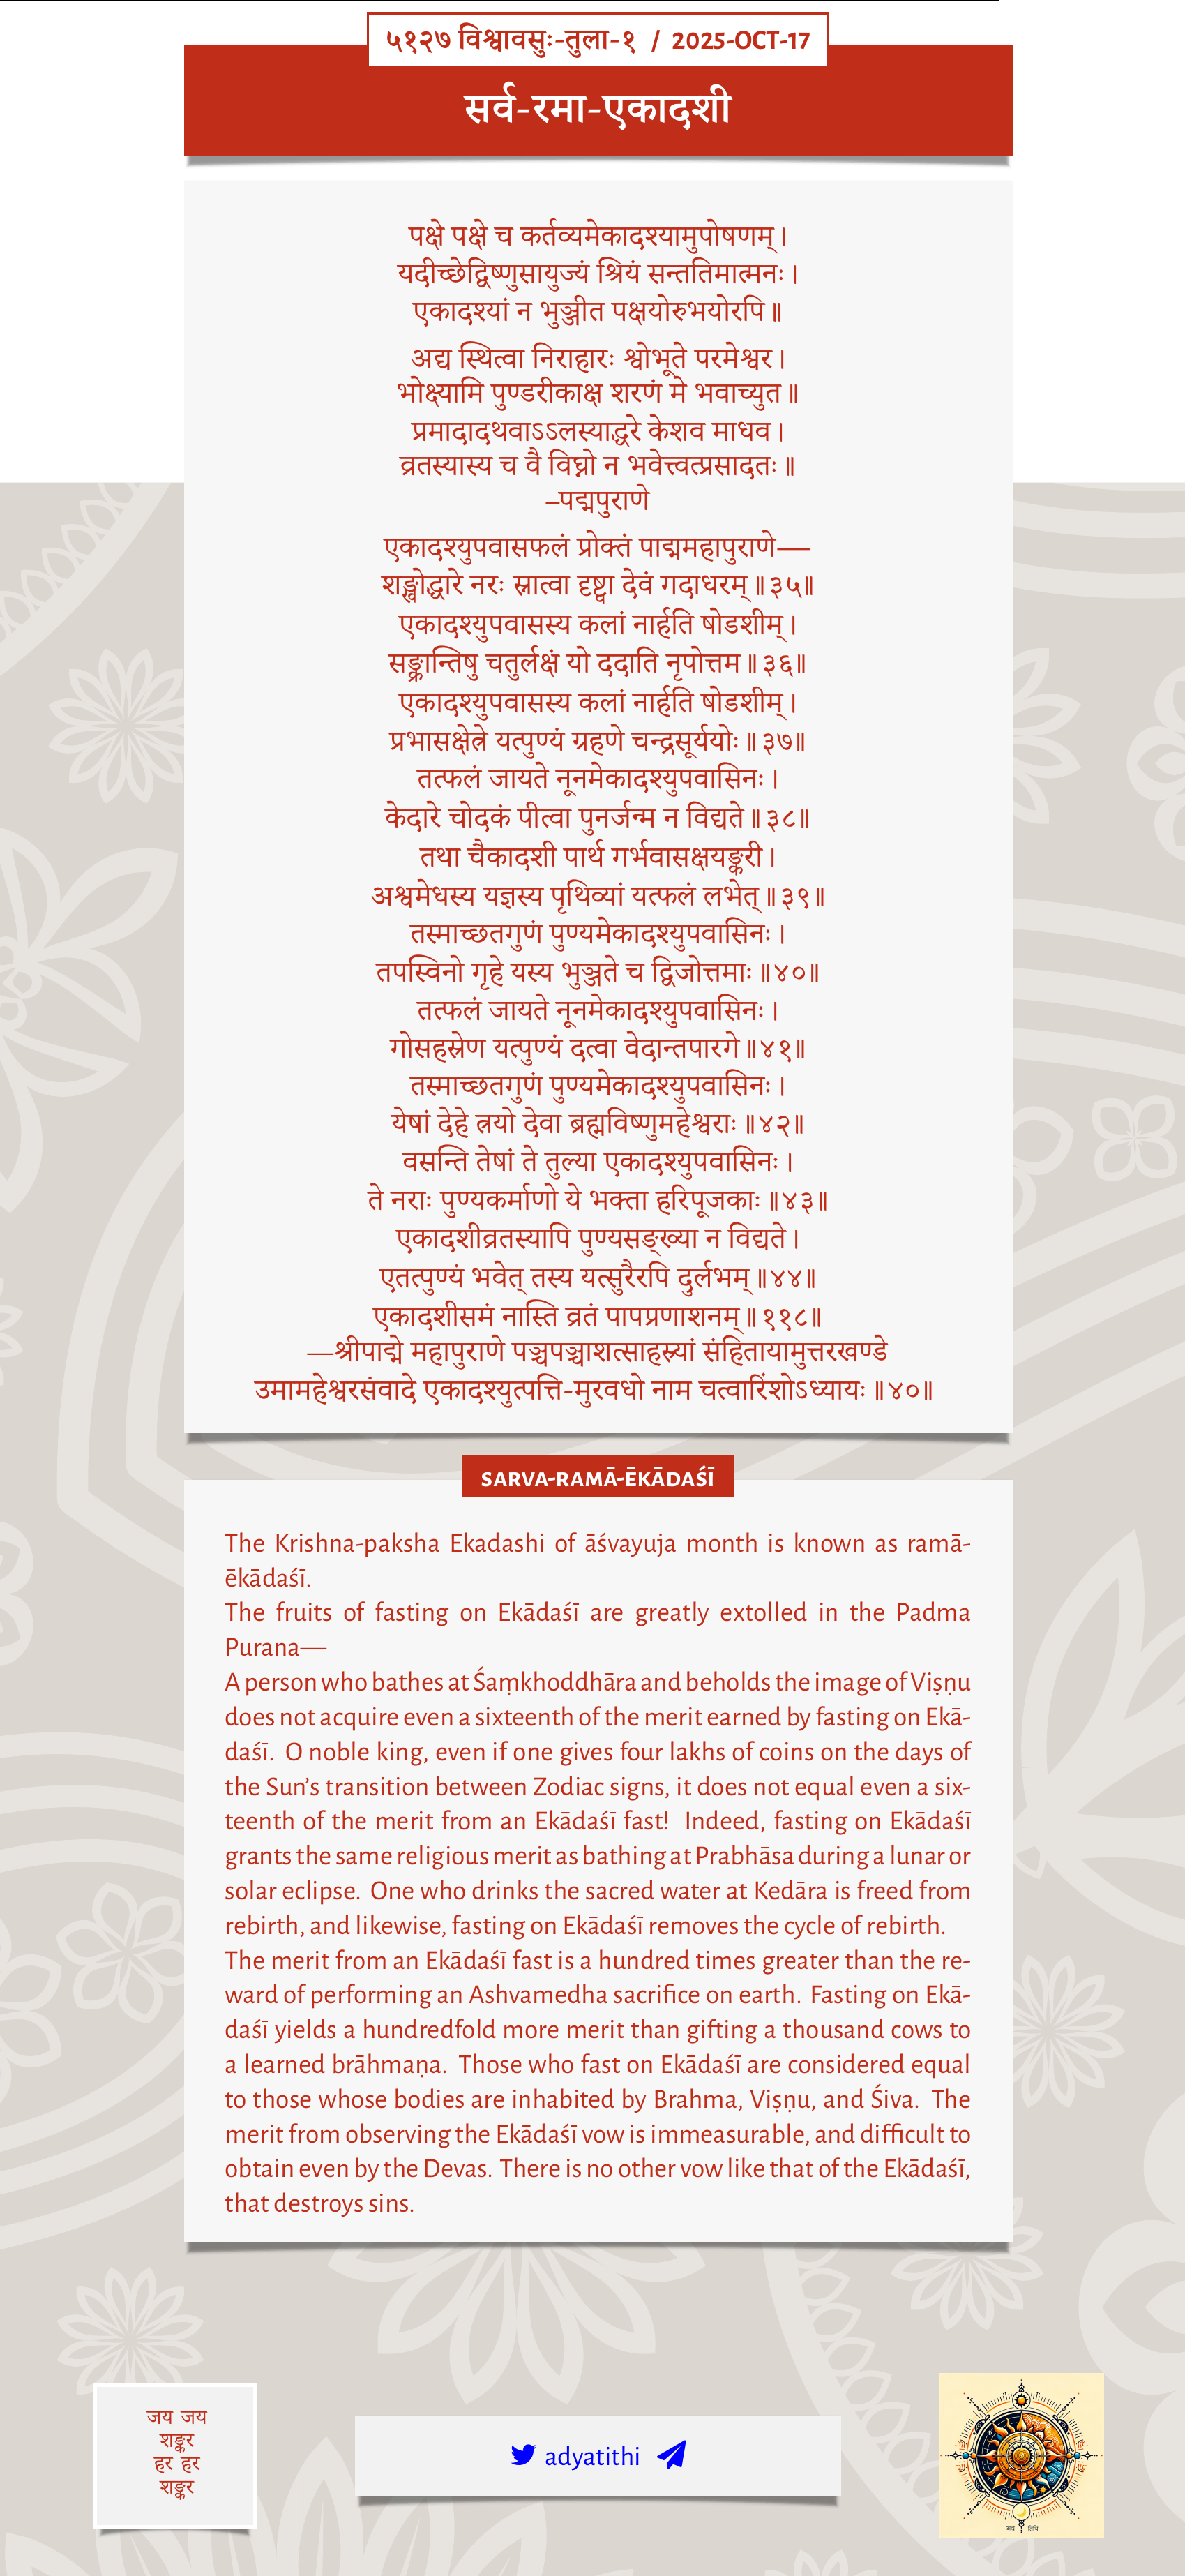 ५१२७ विश्वावसुः-तुला-१ / 2025-OCT-17
सर्व-रमा-एकादशी
पक्षे पक्षे च कर्तव्यमेकादश्यामुपोषणम्।
यदीच्छेद्विष्णुसायुज्यं श्रियं सन्ततिमात्मनः।
एकादश्यां न भुञ्जीत पक्षयोरुभयोरपि॥
अद्य स्थित्वा निराहारः श्वोभूते परमेश्वर।
भोक्ष्यामि पुण्डरीकाक्ष शरणं मे भवाच्युत॥
प्रमादादथवाऽऽलस्याद्धरे केशव माधव।
व्रतस्यास्य च वै विघ्नो न भवेत्त्वत्प्रसादतः॥
–पद्मपुराणे
एकादश्युपवासफलं प्रोक्तं पाद्ममहापुराणे—
शङ्खोद्धारे नरः स्नात्वा दृष्ट्वा देवं गदाधरम्॥३५॥
एकादश्युपवासस्य कलां नार्हति षोडशीम्।
सङ्क्रान्तिषु चतुर्लक्षं यो ददाति नृपोत्तम॥३६॥
एकादश्युपवासस्य कलां नार्हति षोडशीम्।
प्रभासक्षेत्रे यत्पुण्यं ग्रहणे चन्द्रसूर्ययोः॥३७॥
तत्फलं जायते नूनमेकादश्युपवासिनः।
केदारे चोदकं पीत्वा पुनर्जन्म न विद्यते॥३८॥
तथा चैकादशी पार्थ गर्भवासक्षयङ्करी।
अश्वमेधस्य यज्ञस्य पृथिव्यां यत्फलं लभेत्॥३९॥
तस्माच्छतगुणं पुण्यमेकादश्युपवासिनः।
तपस्विनो गृहे यस्य भुञ्जते च द्विजोत्तमाः॥४०॥
तत्फलं जायते नूनमेकादश्युपवासिनः।
गोसहस्रेण यत्पुण्यं दत्वा वेदान्तपारगे॥४१॥
तस्माच्छतगुणं पुण्यमेकादश्युपवासिनः।
येषां देहे त्रयो देवा ब्रह्मविष्णुमहेश्वराः॥४२॥
वसन्ति तेषां ते तुल्या एकादश्युपवासिनः।
ते नराः पुण्यकर्माणो ये भक्ता हरिपूजकाः॥४३॥
एकादशीव्रतस्यापि पुण्यसङ्ख्या न विद्यते।
एतत्पुण्यं भवेत् तस्य यत्सुरैरपि दुर्लभम्॥४४॥
एकादशीसमं नास्ति व्रतं पापप्रणाशनम्॥११८॥
—श्रीपाद्मे महापुराणे पञ्चपञ्चाशत्साहस्र्यां संहितायामुत्तरखण्डे
उमामहेश्वरसंवादे एकादश्युत्पत्ति-मुरवधो नाम चत्वारिंशोऽध्यायः॥४०॥
SARVA-RAMĀ-ĒKĀDAŚĪ
The Krishna-paksha Ekadashi of āśvayuja month is known as ramā-
ēkādaśī.
The fruits of fasting on Ekādaśī are greatly extolled in the Padma
Purana—
A person who bathes at Śaṃkhoddhāra and beholds the image of Viṣṇu
does not acquire even a sixteenth of the merit earned by fasting on Ekā-
daśī. O noble king, even if one gives four lakhs of coins on the days of
the Sun’s transition between Zodiac signs, it does not equal even a six-
teenth of the merit from an Ekādaśī fast! Indeed, fasting on Ekādaśī
grants the same religious merit as bathing at Prabhāsa during a lunar or
solar eclipse. One who drinks the sacred water at Kedāra is freed from
rebirth, and likewise, fasting on Ekādaśī removes the cycle of rebirth.
The merit from an Ekādaśī fast is a hundred times greater than the re-
ward of performing an Ashvamedha sacrifice on earth. Fasting on Ekā-
daśī yields a hundredfold more merit than gifting a thousand cows to
a learned brāhmaṇa. Those who fast on Ekādaśī are considered equal
to those whose bodies are inhabited by Brahma, Viṣṇu, and Śiva. The
merit from observing the Ekādaśī vow is immeasurable, and difficult to
obtain even by the Devas. There is no other vow like that of the Ekādaśī,
that destroys sins.
जय जय
शङ्कर
हर हर
शङ्कर
adyatithi
अद्य तिथिः